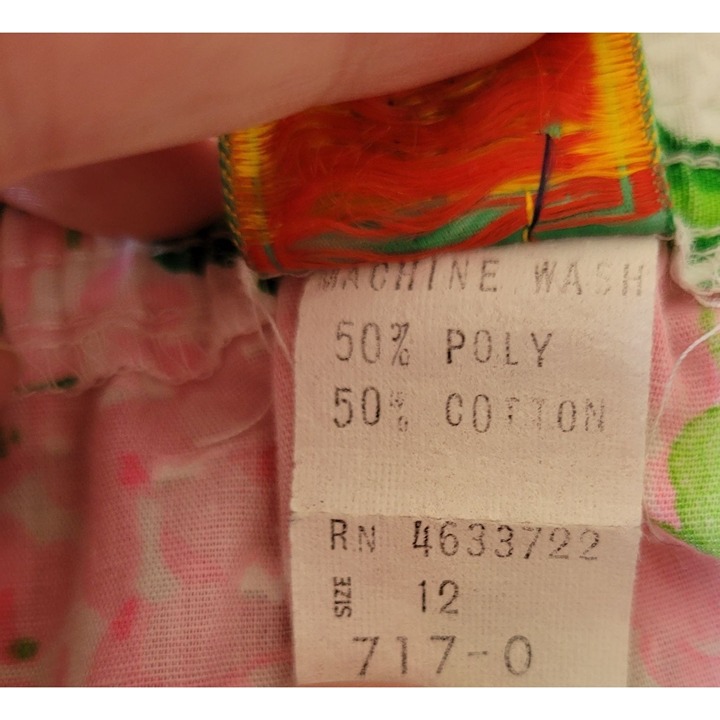 MACHINE WASH
50% POLY
50% COTTON
RN 4633722
SIZE 12
717-0